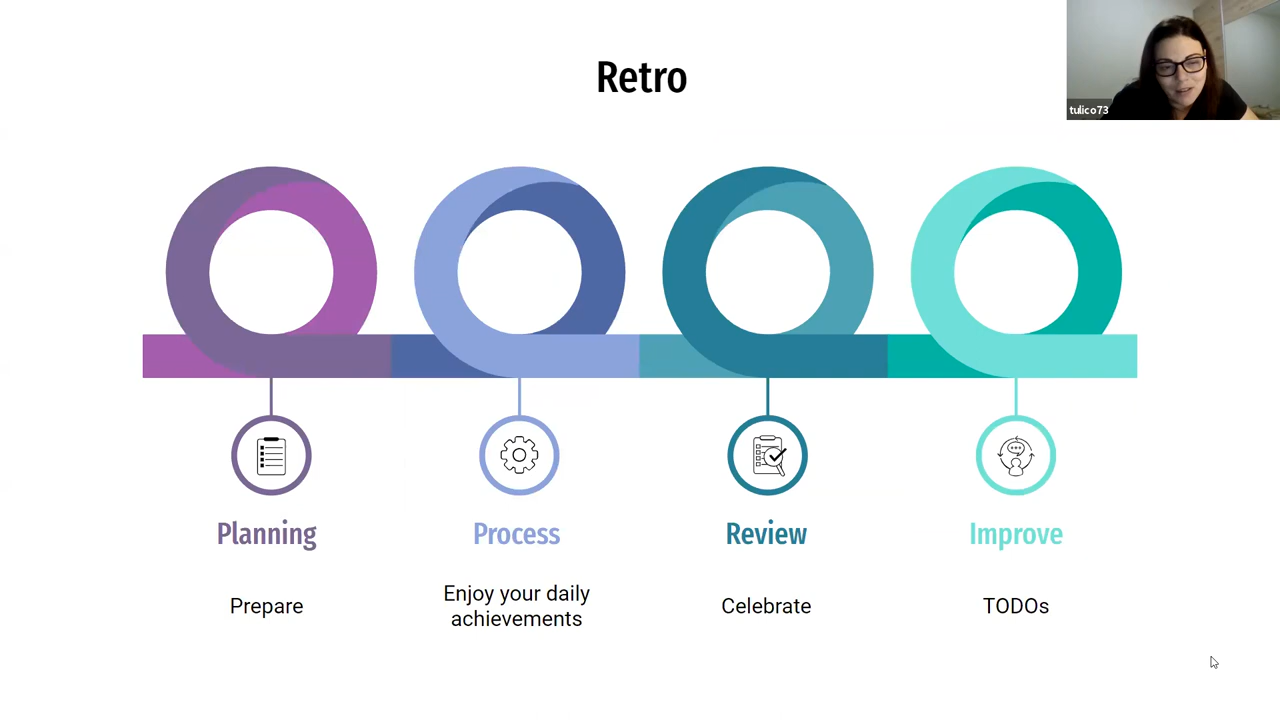 Retro
tulico73
Planning
Process
Review
Improve
Prepare
Enjoy your daily
achievements
Celebrate
TODOs